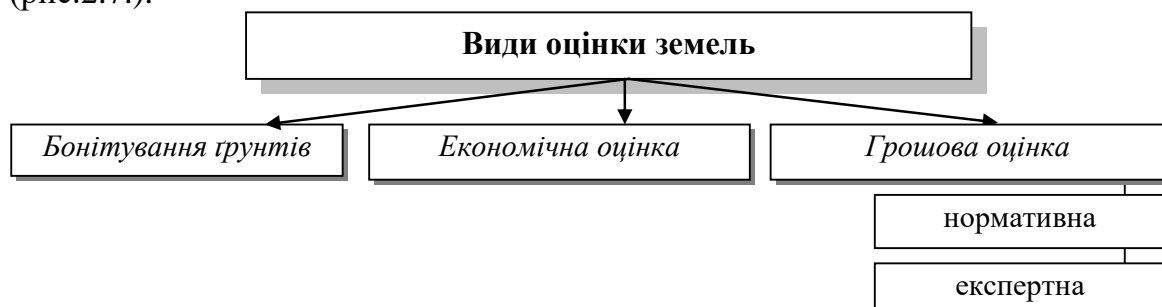 (рис.2.7.).
Види оцінки земель
Бонітування ґрунтів
Економічна оцінка
Грошова оцінка
нормативна
експертна